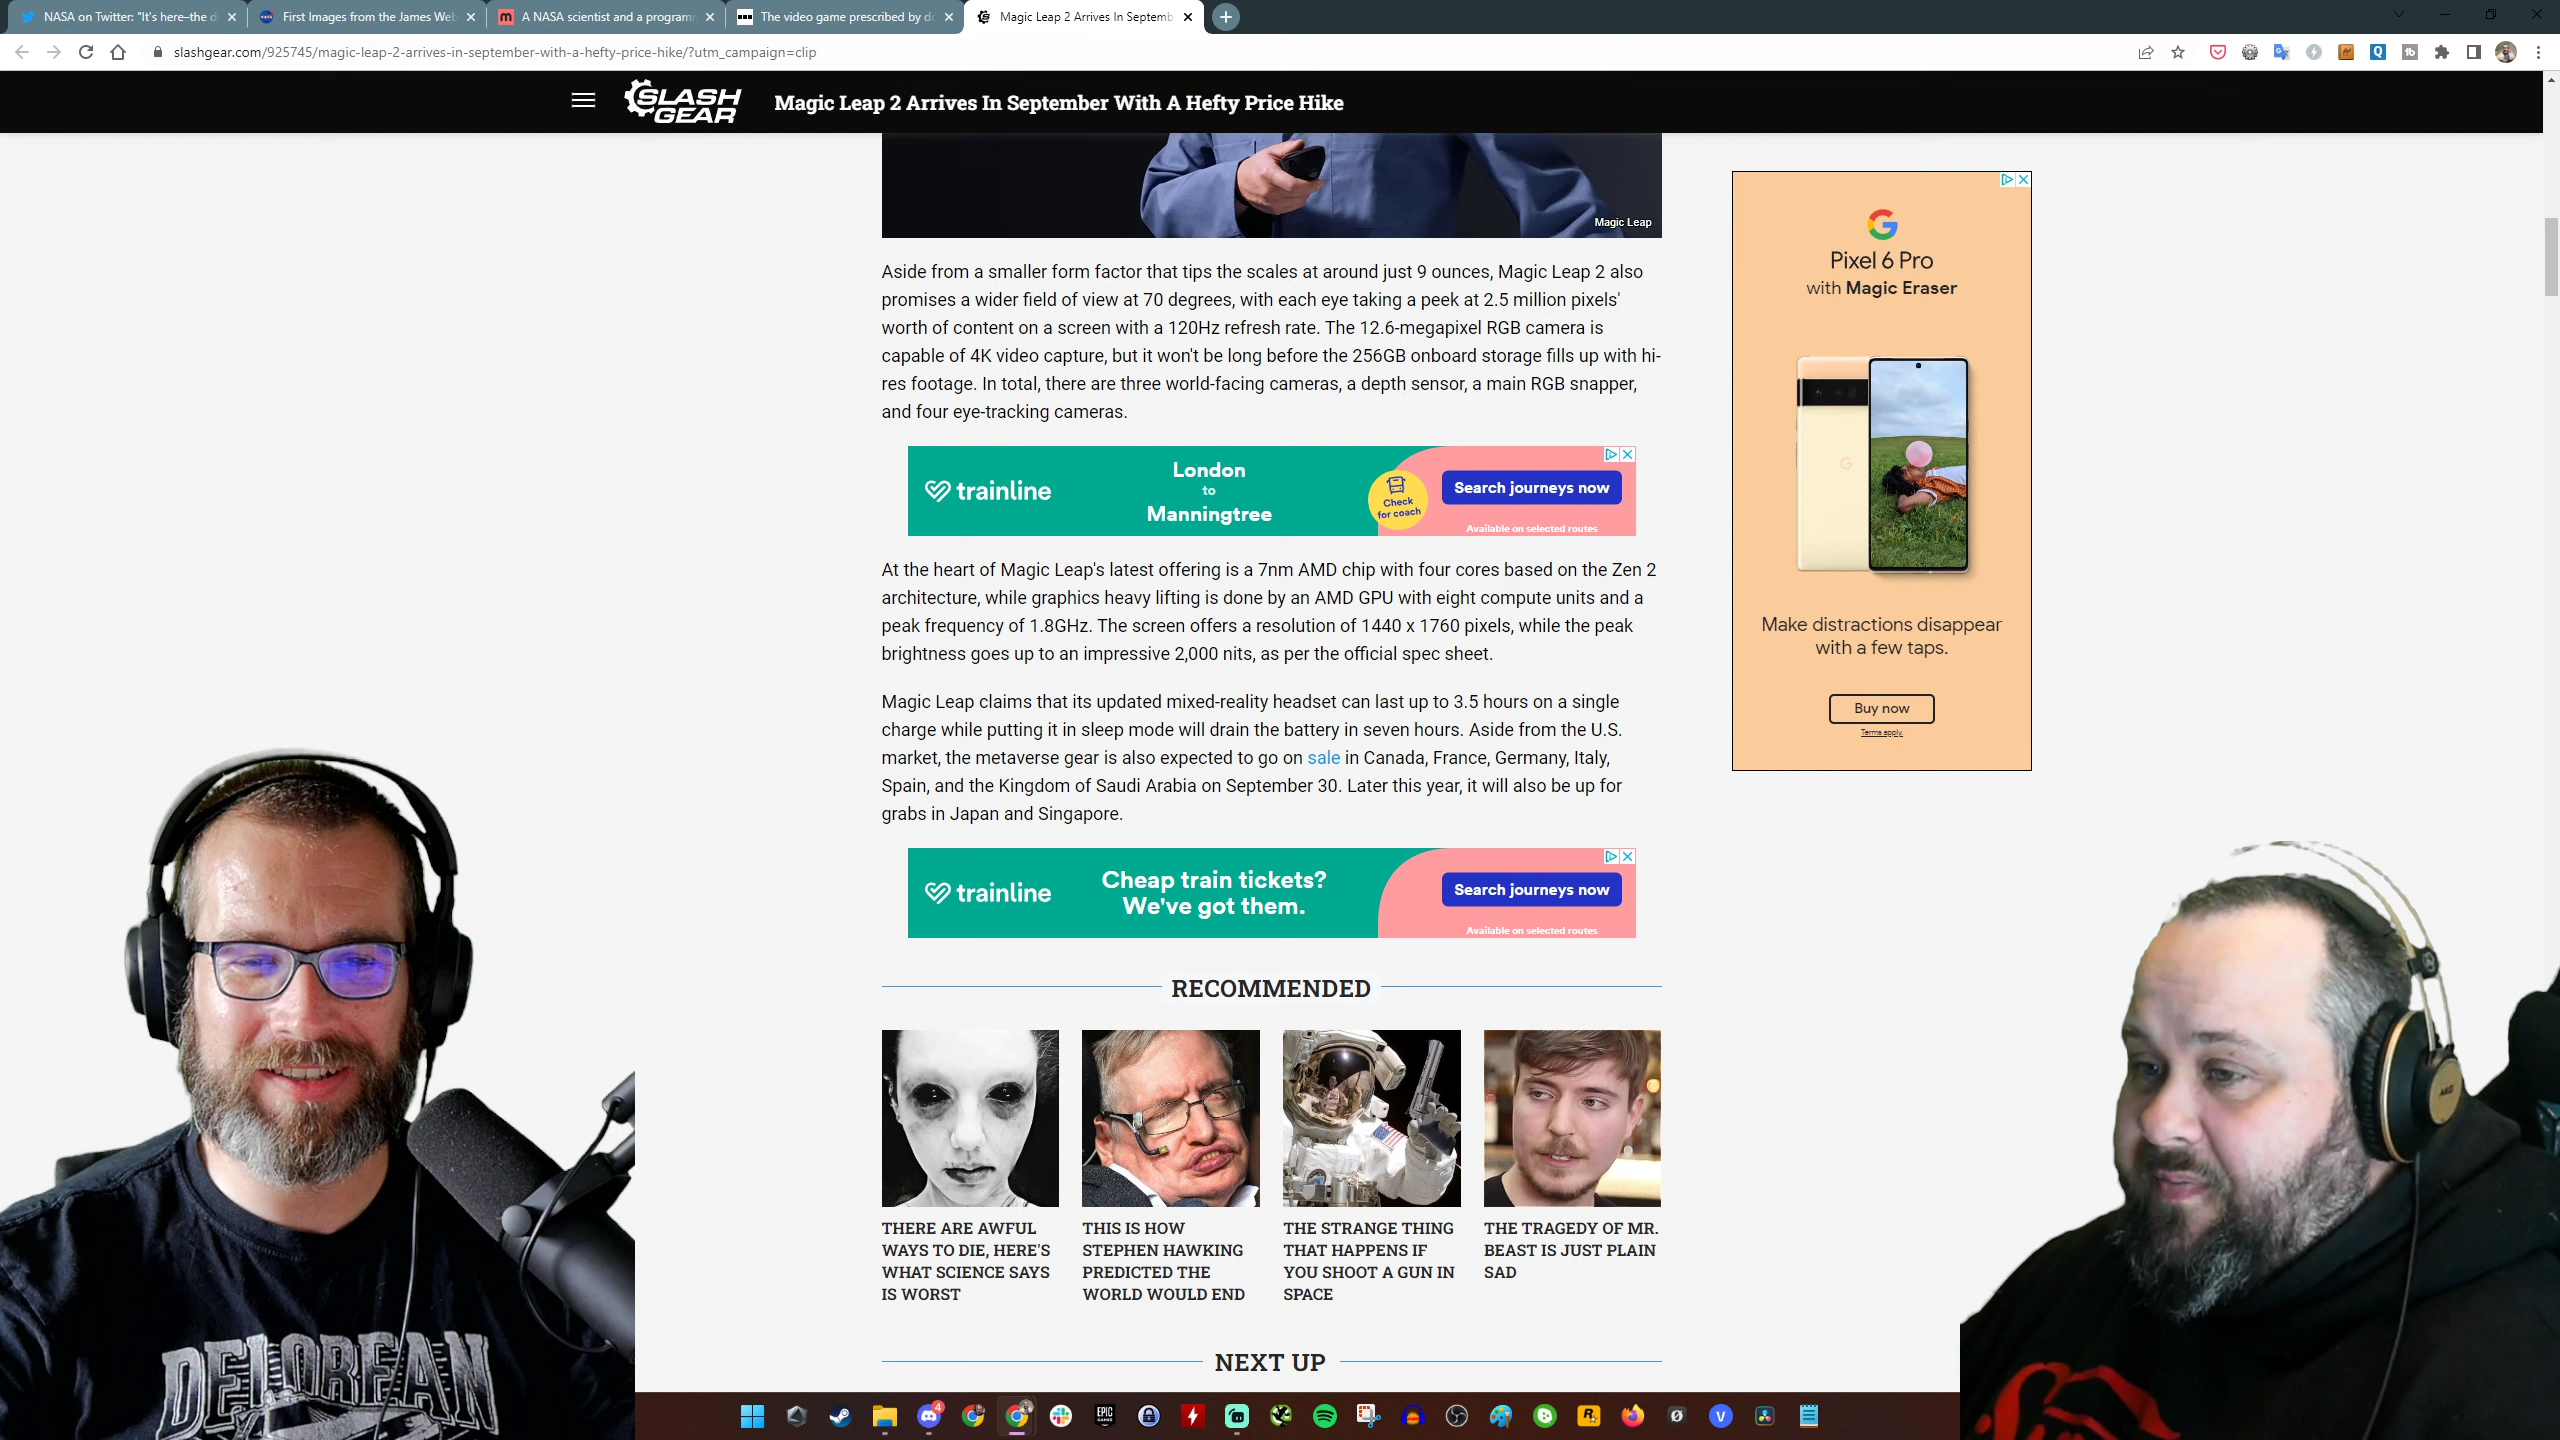 NASA on Twitter: "It's here–the d
First Images from the James Web
A NASA scientist and a programm
The video game prescribed by do
Magic Leap 2 Arrives In Septemb
slashgear.com/925745/magic-leap-2-arrives-in-september-with-a-hefty-price-hike/?utm_campaign=clip
SLASH
GEAR
Magic Leap 2 Arrives In September With A Hefty Price Hike
Magic Leap
Aside from a smaller form factor that tips the scales at around just 9 ounces, Magic Leap 2 also
promises a wider field of view at 70 degrees, with each eye taking a peek at 2.5 million pixels'
worth of content on a screen with a 120Hz refresh rate. The 12.6-megapixel RGB camera is
capable of 4K video capture, but it won't be long before the 256GB onboard storage fills up with hi-
res footage. In total, there are three world-facing cameras, a depth sensor, a main RGB snapper,
and four eye-tracking cameras.
trainline
London
to
Manningtree
Check
for coach
Search journeys now
Available on selected routes
At the heart of Magic Leap's latest offering is a 7nm AMD chip with four cores based on the Zen 2
architecture, while graphics heavy lifting is done by an AMD GPU with eight compute units and a
peak frequency of 1.8GHz. The screen offers a resolution of 1440 x 1760 pixels, while the peak
brightness goes up to an impressive 2,000 nits, as per the official spec sheet.
Magic Leap claims that its updated mixed-reality headset can last up to 3.5 hours on a single
charge while putting it in sleep mode will drain the battery in seven hours. Aside from the U.S.
market, the metaverse gear is also expected to go on sale in Canada, France, Germany, Italy,
Spain, and the Kingdom of Saudi Arabia on September 30. Later this year, it will also be up for
grabs in Japan and Singapore.
trainline
Cheap train tickets?
We've got them.
Search journeys now
Available on selected routes
G
Pixel 6 Pro
with Magic Eraser
Make distractions disappear
with a few taps.
Buy now
Terms apply.
RECOMMENDED
THERE ARE AWFUL
WAYS TO DIE, HERE'S
WHAT SCIENCE SAYS
IS WORST
THIS IS HOW
STEPHEN HAWKING
PREDICTED THE
WORLD WOULD END
THE STRANGE THING
THAT HAPPENS IF
YOU SHOOT A GUN IN
SPACE
THE TRAGEDY OF MR.
BEAST IS JUST PLAIN
SAD
NEXT UP
DELOREAN
AKG
4
EPIC
GAMES
R
V